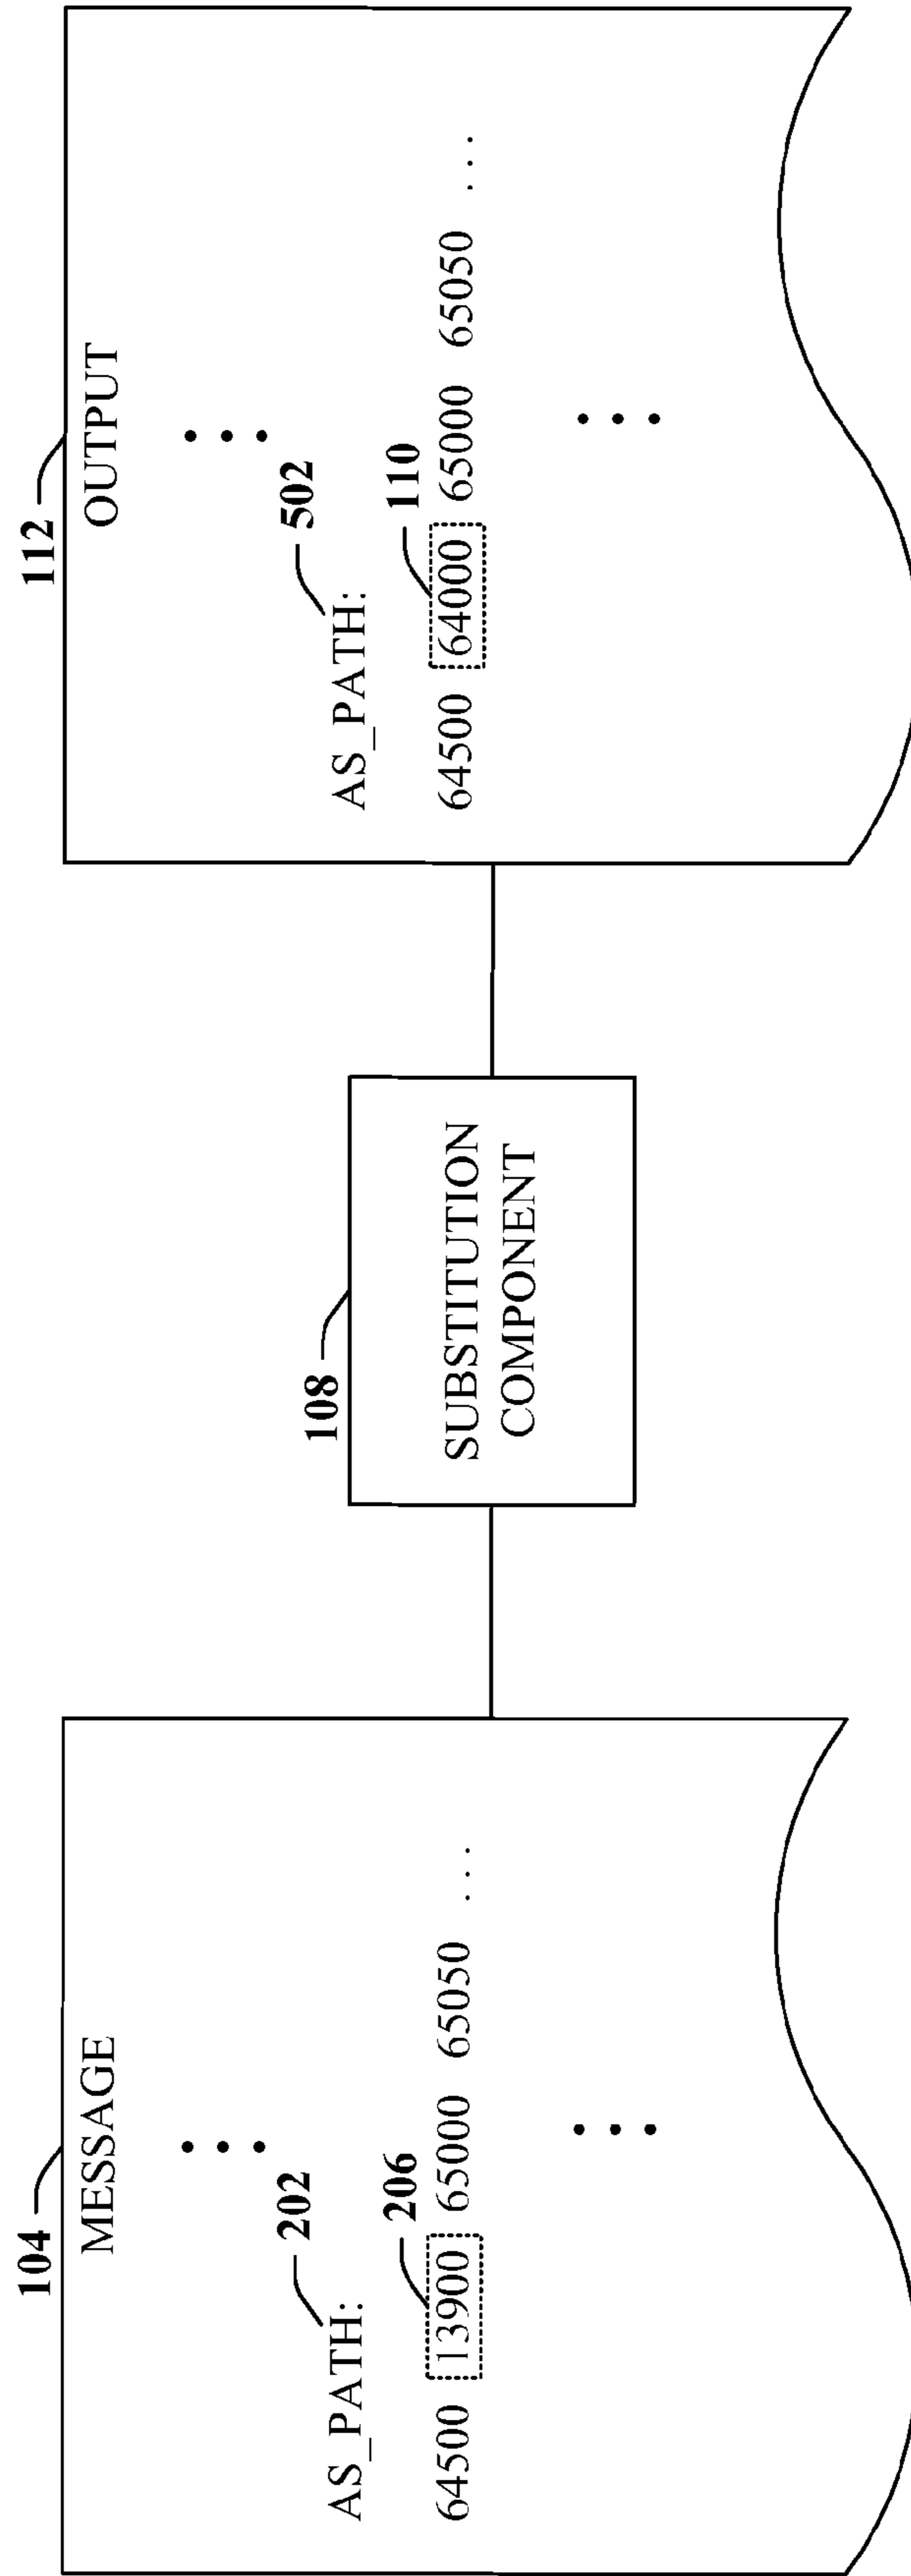 104
MESSAGE
202
AS_PATH:
206
64500 13900 65000 65050 ...
108
SUBSTITUTION
COMPONENT
112
OUTPUT
502
AS_PATH:
110
64500 64000 65000 65050 ...